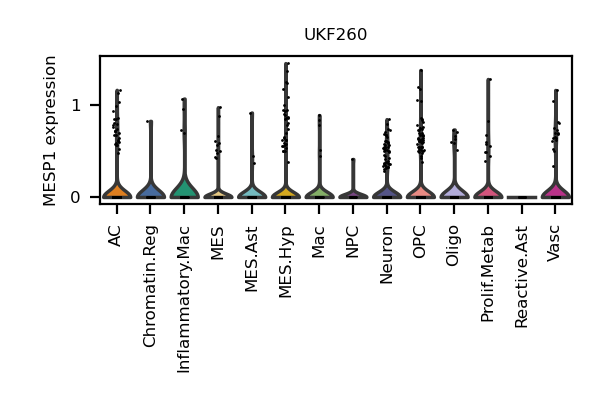 UKF260
MESP1 expression
1
0
AC
Chromatin.Reg
Inflammatory.Mac
MES
MES.Ast
MES.Hyp
Mac
NPC
Neuron
OPC
Oligo
Prolif.Metab
Reactive.Ast
Vasc